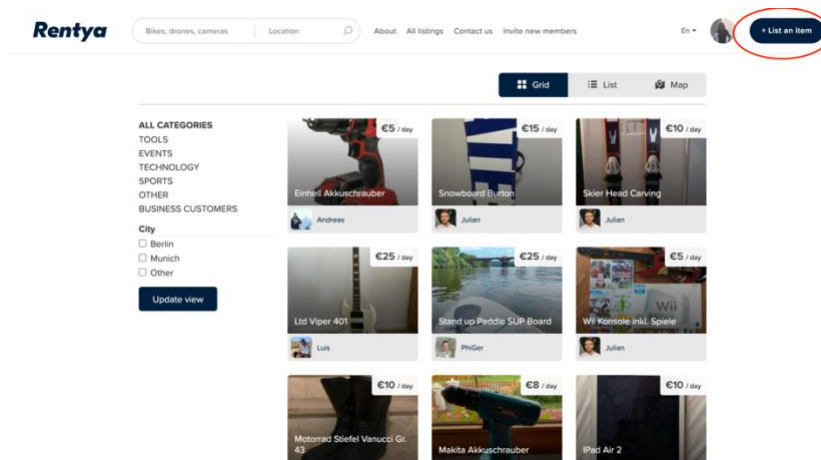 Rentya
Bikes, drones, cameras
Location
About
All listings
Contact us
Invite new members
En
+ List an item
Grid
List
Map
ALL CATEGORIES
TOOLS
EVENTS
TECHNOLOGY
SPORTS
OTHER
BUSINESS CUSTOMERS
City
Berlin
Munich
Other
Update view
€5 / day
Einhell Akkuschrauber
Andreas
€15 / day
Snowboard Burton
Julian
€10 / day
Skier Head Carving
Julian
€25 / day
Ltd Viper 401
Luis
€25 / day
Stand up Paddle SUP Board
PhiGer
€5 / day
Wii
Wii Konsole inkl. Spiele
Julian
€10 / day
Motorrad Stiefel Vanucci Gr.
43
€8 / day
Makita Akkuschrauber
€10 / day
IPad Air 2